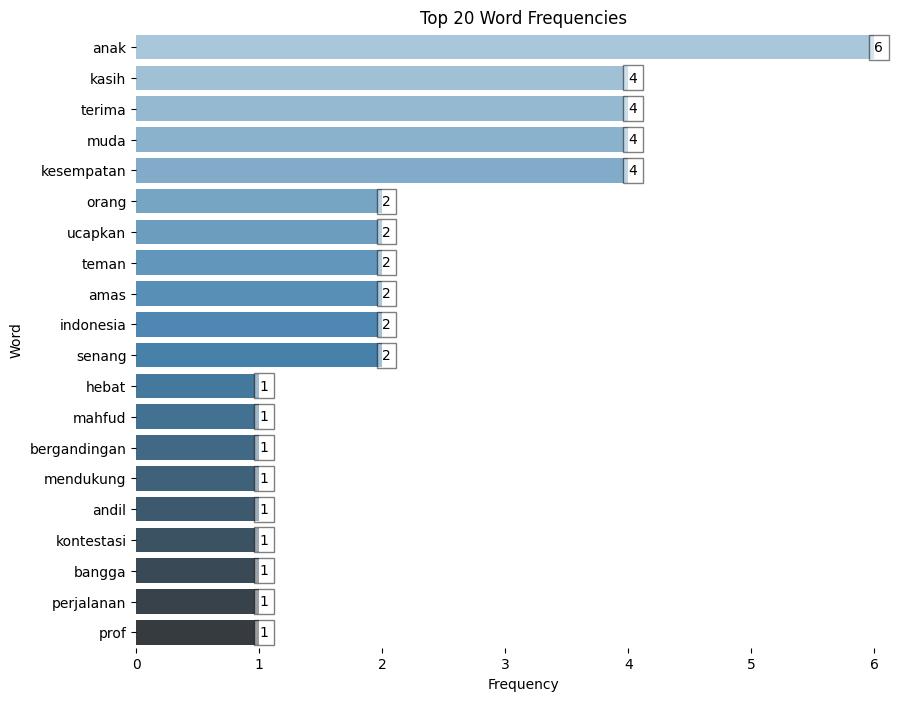 Top 20 Word Frequencies
anak 6
kasih 4
terima 4
muda 4
kesempatan 4
orang 2
ucapkan 2
teman 2
amas 2
indonesia 2
senang 2
hebat 1
mahfud 1
bergandingan 1
mendukung 1
andil 1
kontestasi 1
bangga 1
perjalanan 1
prof 1
Word
0 1 2 3 4 5 6
Frequency